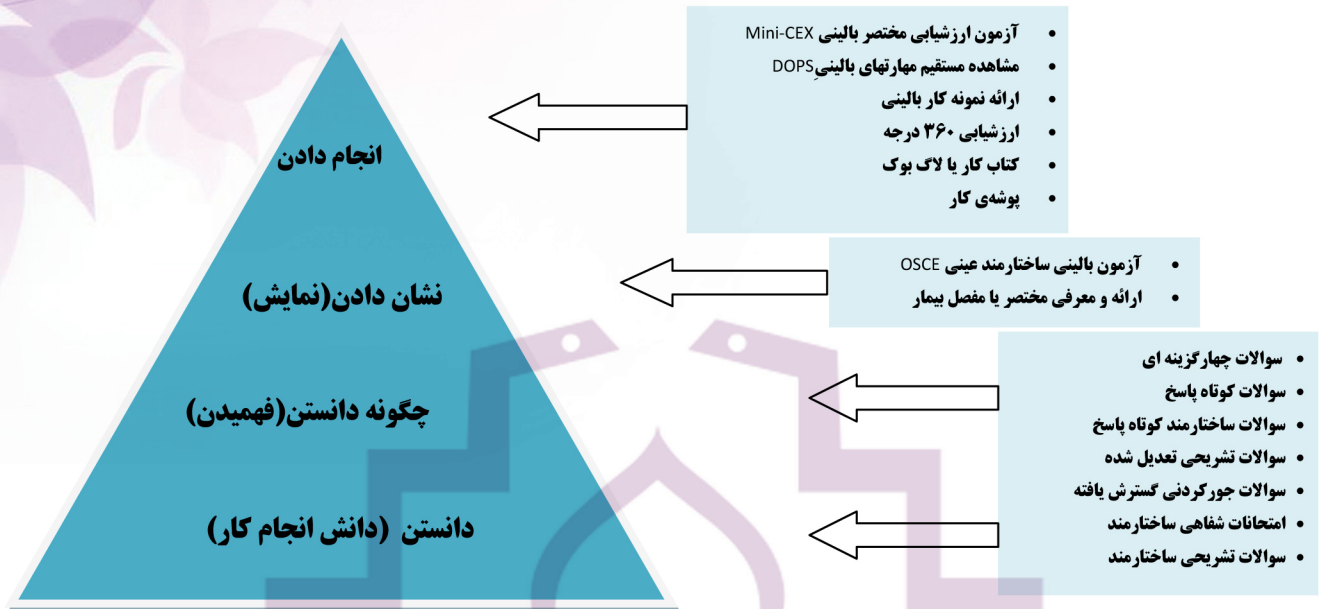 • آزمون ارزشیابی مختصر بالینی Mini-CEX
• مشاهده مستقیم مهارتهای بالینیِ DOPS
• ارائه نمونه کار بالینی
• ارزشیابی ۳۶۰ درجه
• کتاب کار یا لاگ بوک
• پوشه‌ی کار
انجام دادن
• آزمون بالینی ساختارمند عینی OSCE
• ارائه و معرفی مختصر یا مفصل بیمار
نشان دادن(نمایش)
• سوالات چهارگزینه ای
• سوالات کوتاه پاسخ
• سوالات ساختارمند کوتاه پاسخ
• سوالات تشریحی تعدیل شده
• سوالات جورکردنی گسترش یافته
• امتحانات شفاهی ساختارمند
• سوالات تشریحی ساختارمند
چگونه دانستن(فهمیدن)
دانستن (دانش انجام کار)